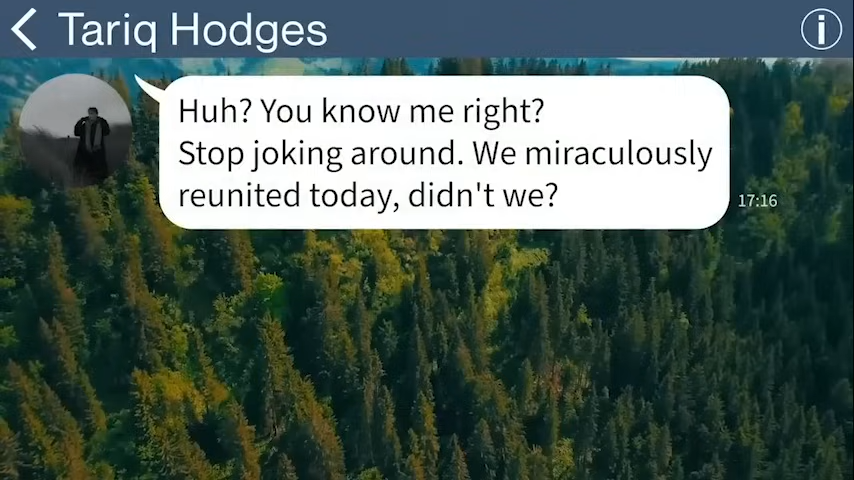 Tariq Hodges
Huh? You know me right?
Stop joking around. We miraculously
reunited today, didn't we?
17:16